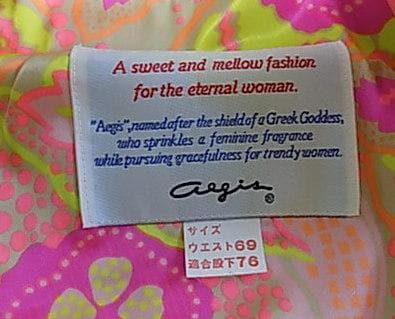 A sweet and mellow fashion
for the eternal woman.
"Aegis", named after the shield of a Greek Goddess,
who sprinkles a feminine fragrance
while pursuing gracefulness for trendy women.
aegis ®
サイズ
ウエスト69
適合股下76